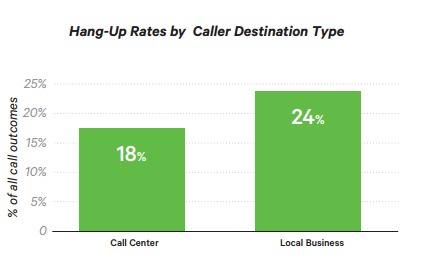 Hang-Up Rates by Caller Destination Type
% of all call outcomes
25%
20%
15%
10%
5%
0
18%
24%
Call Center
Local Business